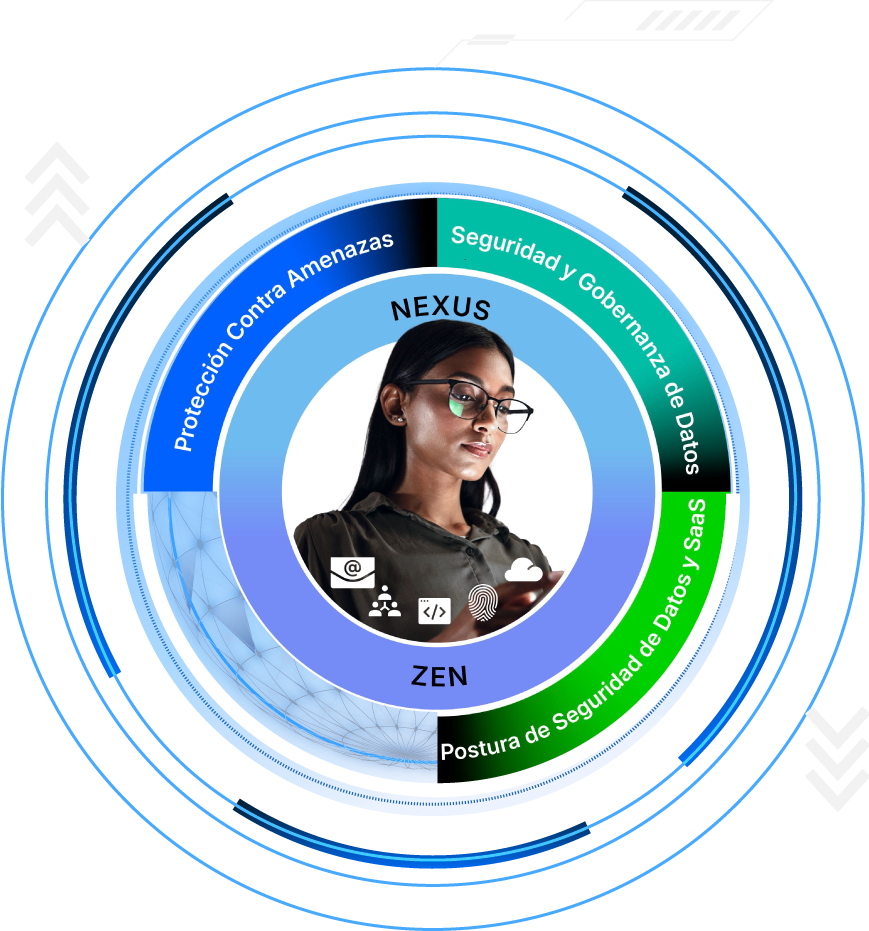 Protección Contra Amenazas
Seguridad y Gobernanza de Datos
NEXUS
@
</>
ZEN
Postura de Seguridad de Datos y SaaS